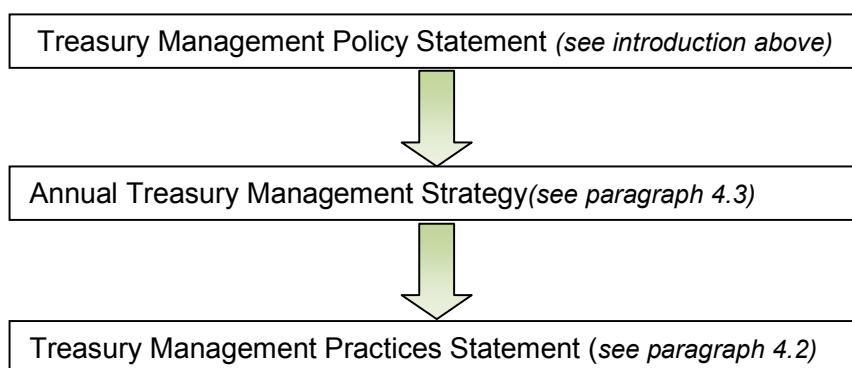 Treasury Management Policy Statement (see introduction above)
Annual Treasury Management Strategy(see paragraph 4.3)
Treasury Management Practices Statement (see paragraph 4.2)